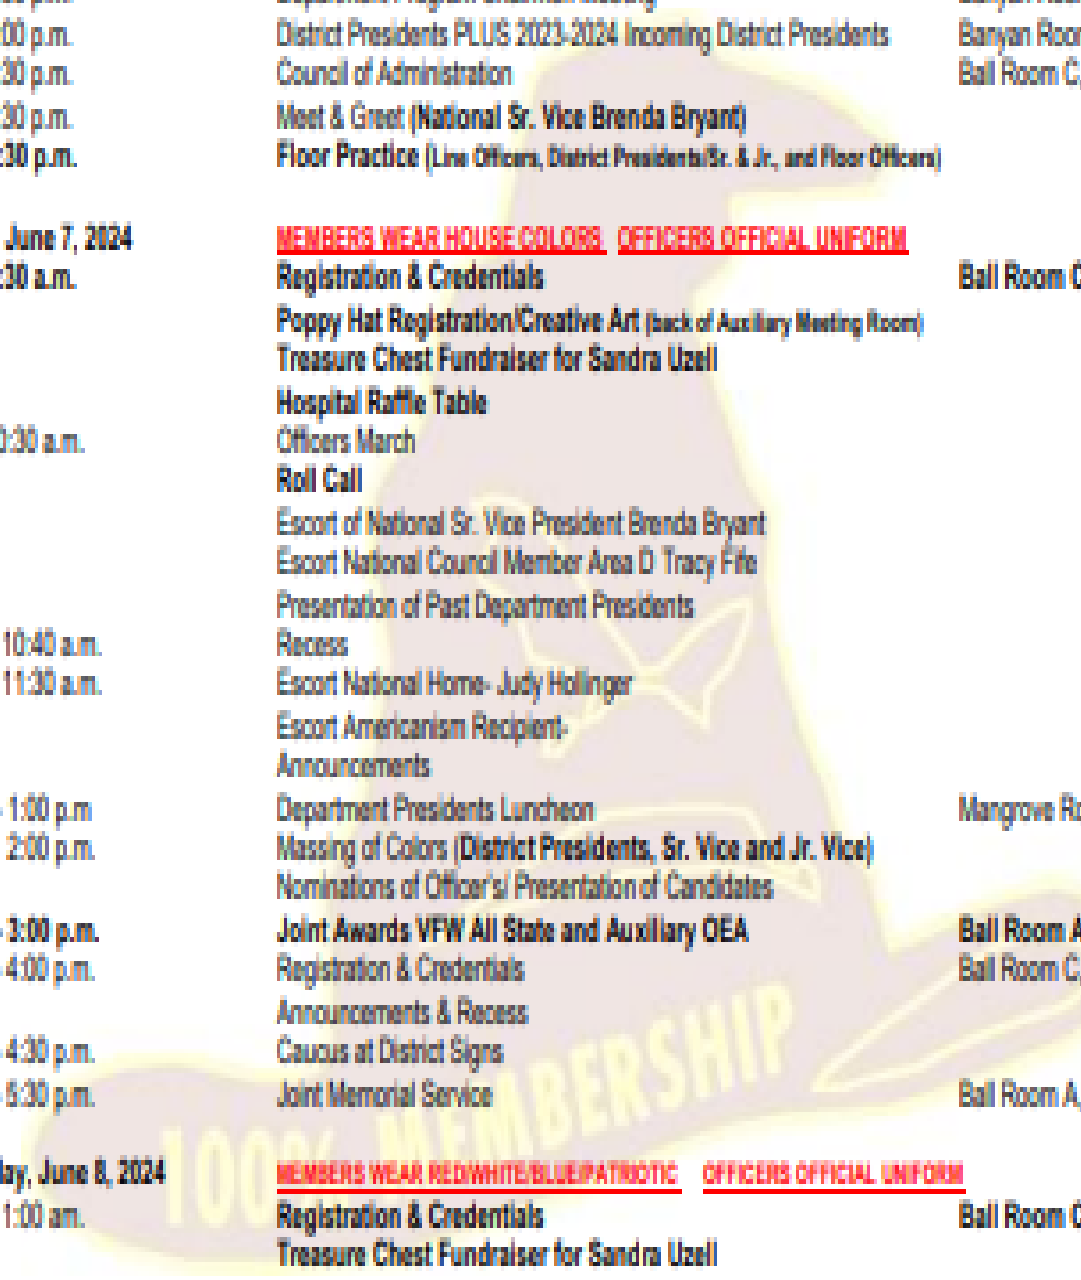 District Presidents PLUS 2023-2024 Incoming District Presidents Banyan
:30 p.m. Council of Administration Ball Room C,
:30 p.m. Meet & Greet (National Sr. Vice Brenda Bryant)
:30 p.m. Floor Practice (Line Officers, District Presidents/Sr. & Jr., and Floor Officers)
June 7, 2024 MEMBERS WEAR HOUSE COLORS OFFICERS OFFICIAL UNIFORM
:30 a.m. Registration & Credentials Ball Room
Poppy Hat Registration/Creative Art (back of Auxiliary Meeting Room)
Treasure Chest Fundraiser for Sandra Uzell
Hospital Raffle Table
0:30 a.m. Officers March
Roll Call
Escort of National Sr. Vice President Brenda Bryant
Escort National Council Member Area D Tracy Fife
Presentation of Past Department Presidents
10:40 a.m. Recess
11:30 a.m. Escort National Home- Judy Hollinger
Escort Americanism Recipient-
Announcements
- 1:00 p.m Department Presidents Luncheon Mangrove
2:00 p.m. Massing of Colors (District Presidents, Sr. Vice and Jr. Vice)
Nominations of Officer's/ Presentation of Candidates
- 3:00 p.m. Joint Awards VFW All State and Auxiliary OEA Ball Room A
- 4:00 p.m. Registration & Credentials Ball Room C,
Announcements & Recess
- 4:30 p.m. Caucus at District Signs
- 5:30 p.m. Joint Memorial Service Ball Room A,
100% MEMBERSHIP
ay, June 8, 2024 MEMBERS WEAR RED/WHITE/BLUE/PATRIOTIC OFFICERS OFFICIAL UNIFORM
1:00 am. Registration & Credentials Ball Room
Treasure Chest Fundraiser for Sandra Uzell